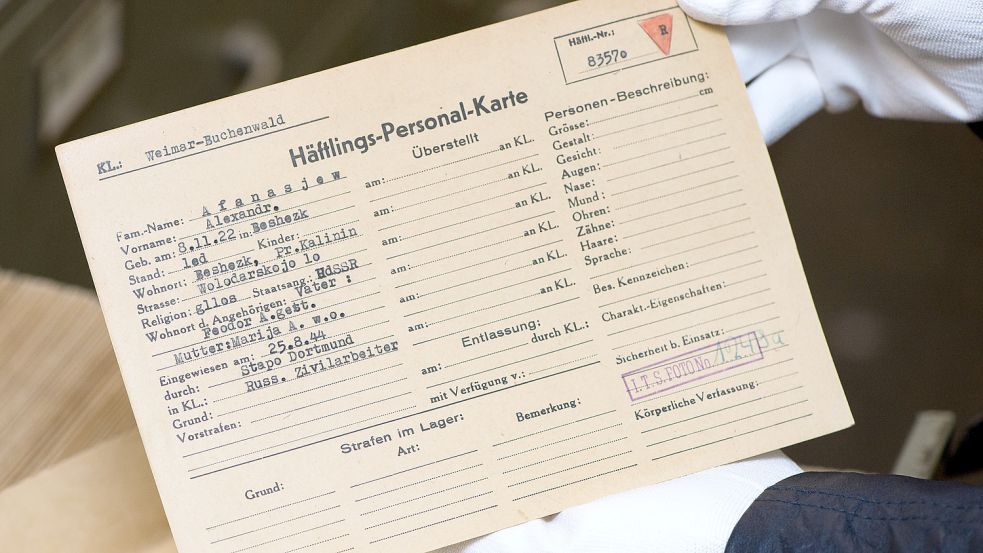 KL.: Weimar-Buchenwald
Häftlings-Personal-Karte
Häftl.-Nr.:
83570
R
Fam.-Name: Afanasjew
Vorname: Alexandr.
Geb. am: 8.11.22 in: Beshezk
Stand: led Kinder:
Wohnort: Beshezk, Pr.Kalinin
Strasse: Wolodarskojo 10
Religion: gllos Staatsang: UdSSR
Wohnort d. Angehörigen: Vater:
Feodor A.gest.
Mutter:Marija A. w.o.
Eingewiesen am: 25.8.44
durch: Stapo Dortmund
in KL.: Russ. Zivilarbeiter
Grund:
Vorstrafen:
Überstellt
am: an KL.
am: an KL.
am: an KL.
am: an KL.
am: an KL.
am: an KL.
Entlassung:
am: durch KL.:
mit Verfügung v.:
Personen-Beschreibung:
Grösse: cm
Gestalt:
Gesicht:
Augen:
Nase:
Mund:
Ohren:
Zähne:
Haare:
Sprache:
Bes. Kennzeichen:
Charakt.-Eigenschaften:
Sicherheit b. Einsatz:
I.T.S. FOTO No
Körperliche Verfassung:
Strafen im Lager:
Grund: Art: Bemerkung: